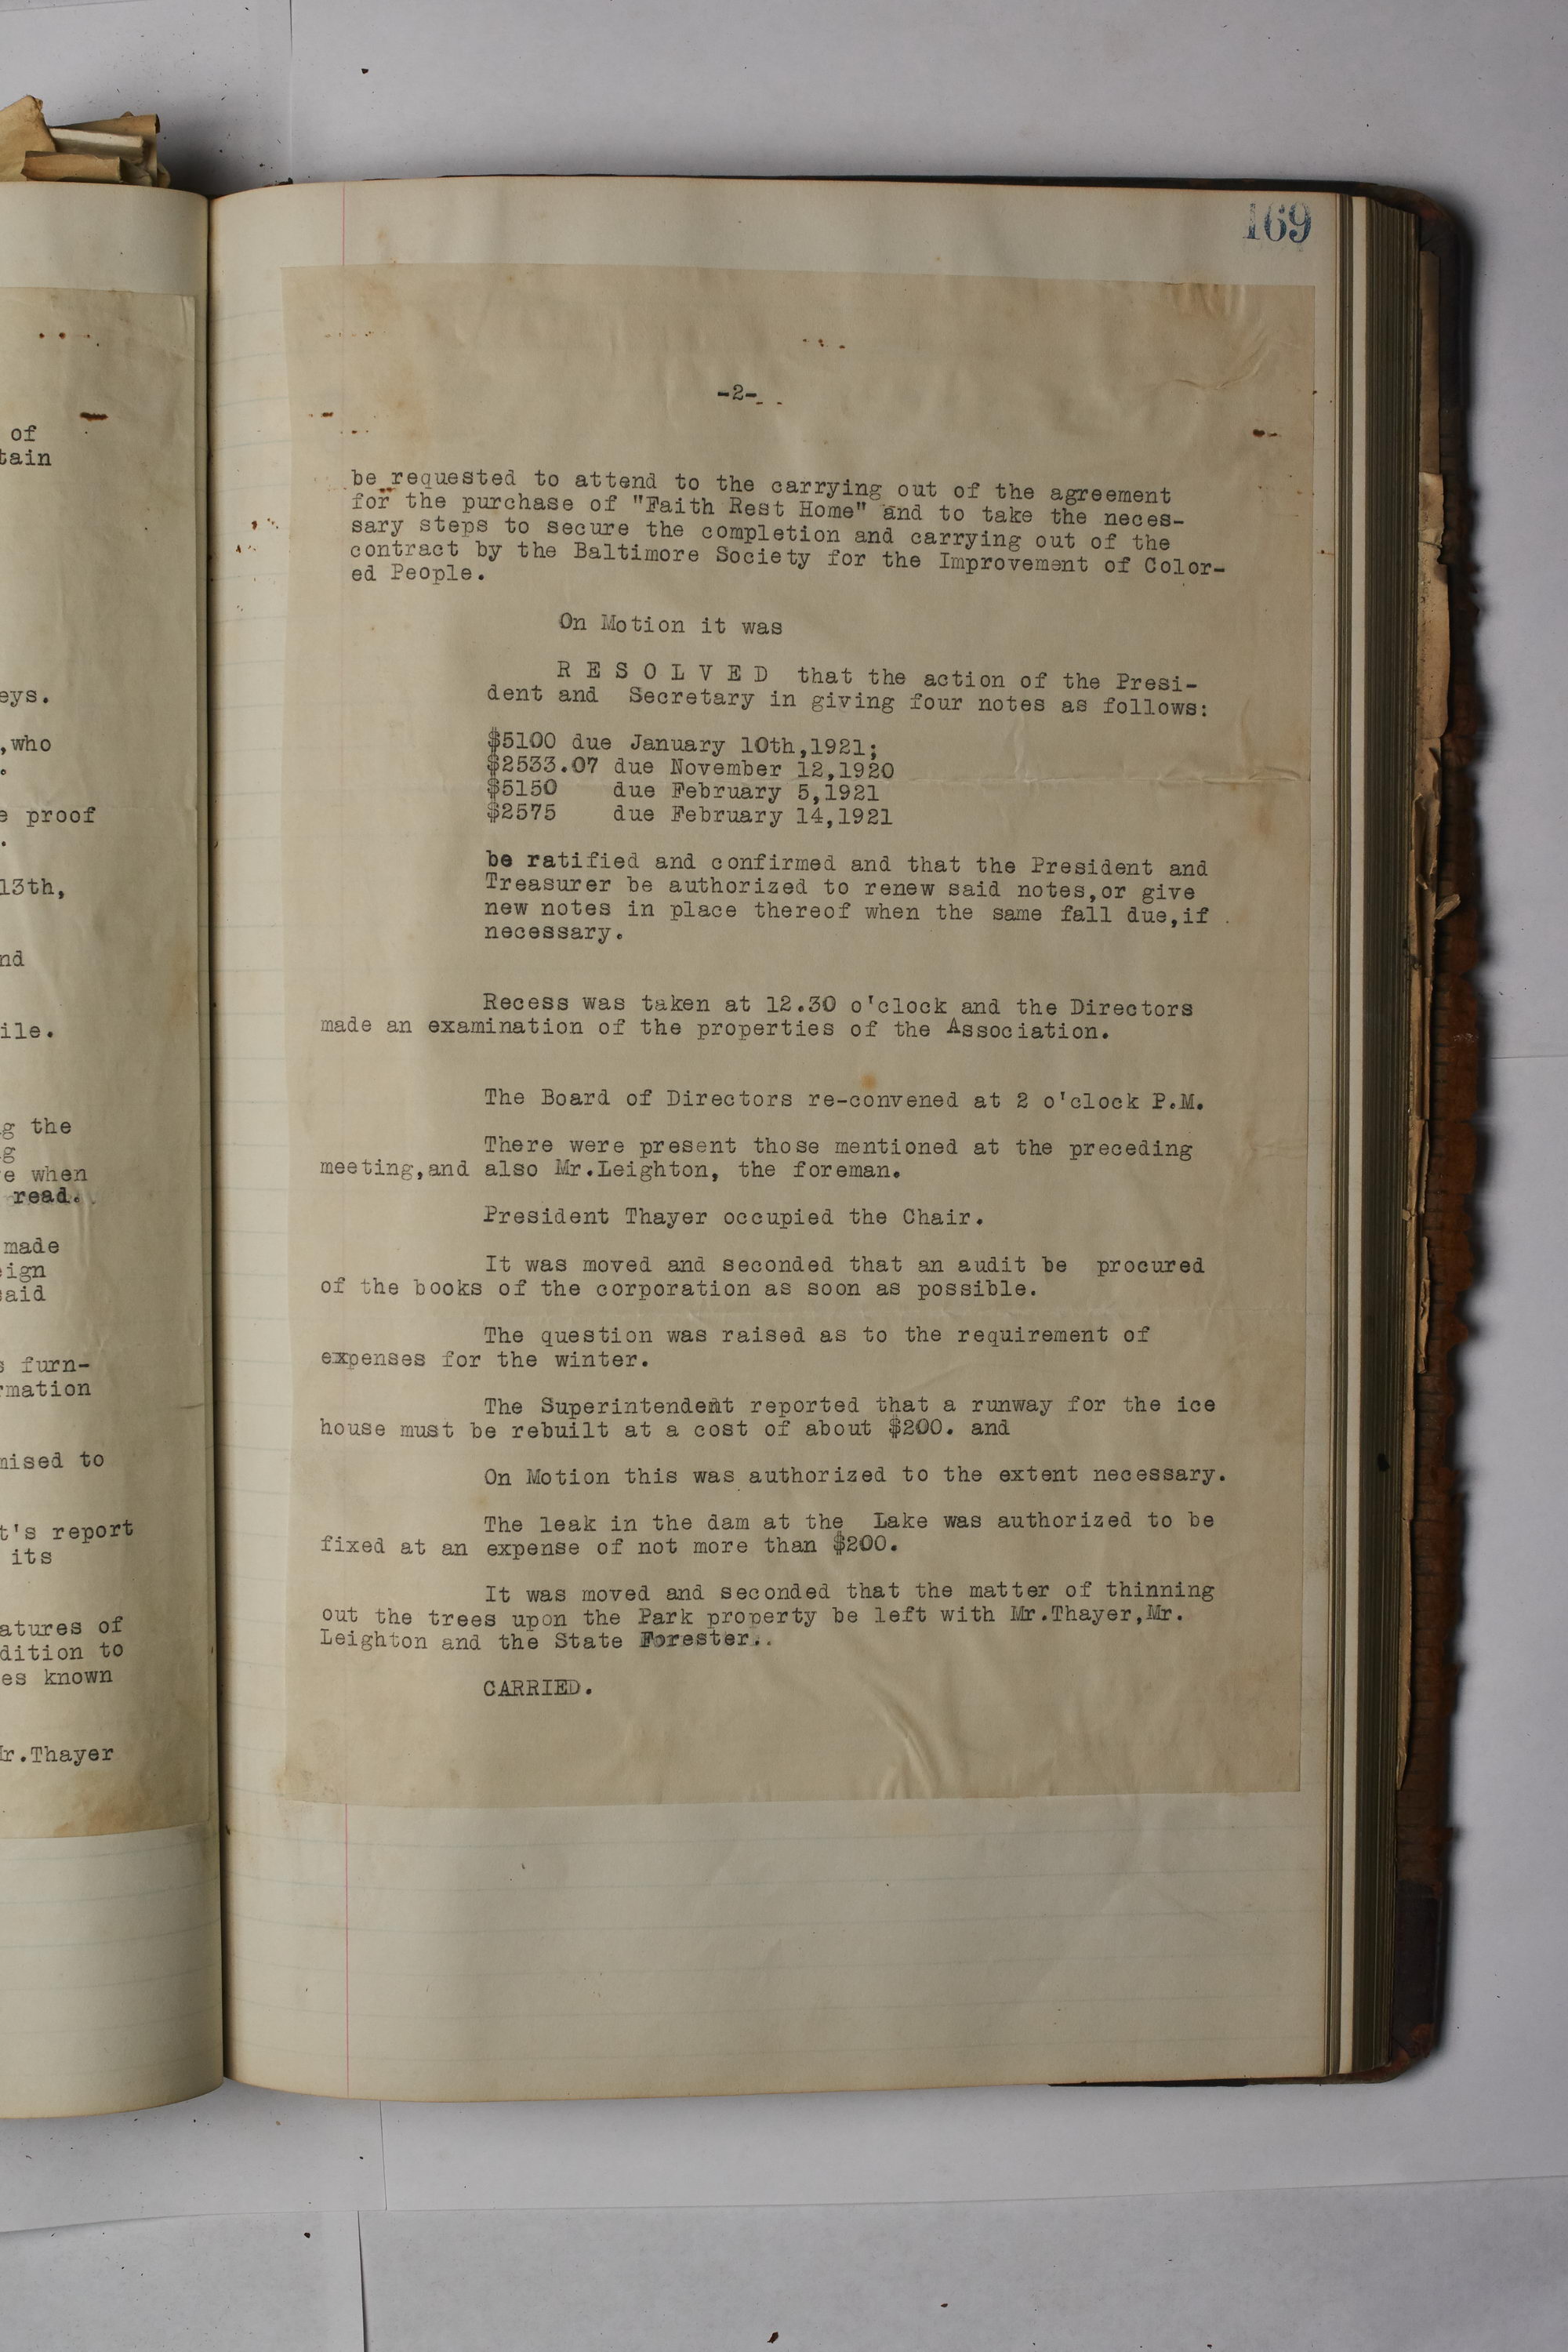 of
tain
eys.
,who
proof
13th,
nd
ile.
g the
g
e when
read.
made
eign
said
furn-
rmation
mised to
t's report
its
atures of
dition to
es known
Mr.Thayer
169
-2-
be requested to attend to the carrying out of the agreement
for the purchase of "Faith Rest Home" and to take the neces-
sary steps to secure the completion and carrying out of the
contract by the Baltimore Society for the Improvement of Color-
ed People.
On Motion it was
R E S O L V E D that the action of the Presi-
dent and Secretary in giving four notes as follows:
$5100 due January 10th,1921;
$2533.07 due November 12,1920
$5150 due February 5,1921
$2575 due February 14,1921
be ratified and confirmed and that the President and
Treasurer be authorized to renew said notes,or give
new notes in place thereof when the same fall due,if
necessary.
Recess was taken at 12.30 o'clock and the Directors
made an examination of the properties of the Association.
The Board of Directors re-convened at 2 o'clock P.M.
There were present those mentioned at the preceding
meeting,and also Mr.Leighton, the foreman.
President Thayer occupied the Chair.
It was moved and seconded that an audit be procured
of the books of the corporation as soon as possible.
The question was raised as to the requirement of
expenses for the winter.
The Superintendent reported that a runway for the ice
house must be rebuilt at a cost of about $200. and
On Motion this was authorized to the extent necessary.
The leak in the dam at the Lake was authorized to be
fixed at an expense of not more than $200.
It was moved and seconded that the matter of thinning
out the trees upon the Park property be left with Mr.Thayer,Mr.
Leighton and the State Forester..
CARRIED.